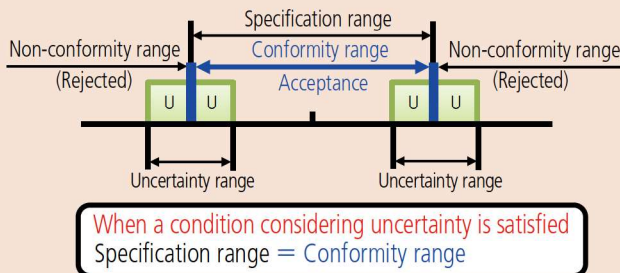 Specification range
Non-conformity range
Conformity range
Non-conformity range
(Rejected)
Acceptance
(Rejected)
U U U U
Uncertainty range
Uncertainty range
When a condition considering uncertainty is satisfied
Specification range = Conformity range